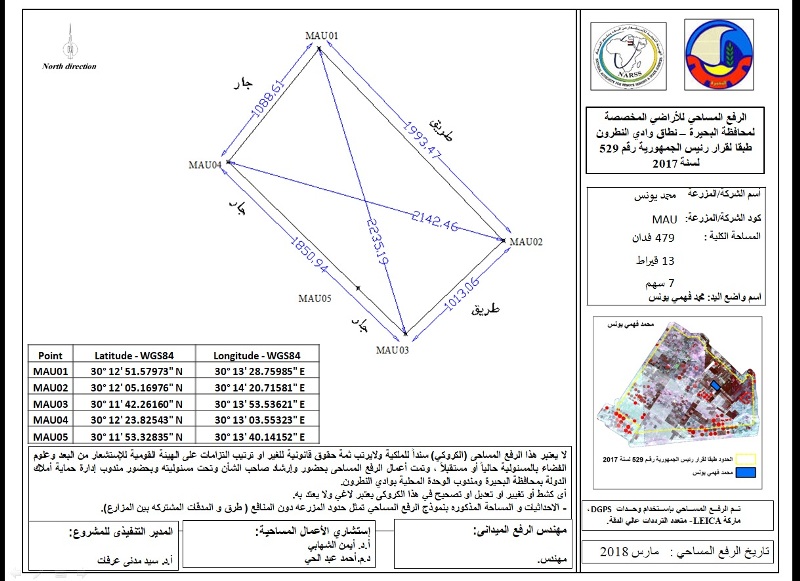 North direction
MAU01
جار
1088.61
طريق
1993.47
MAU04
2142.46
2235.19
جار
1850.94
MAU02
MAU05
1013.06
طريق
جار
MAU03
Point Latitude - WGS84 Longitude - WGS84
MAU01 30° 12' 51.57973" N 30° 13' 28.75985" E
MAU02 30° 12' 05.16976" N 30° 14' 20.71581" E
MAU03 30° 11' 42.26160" N 30° 13' 53.53621" E
MAU04 30° 12' 23.82543" N 30° 13' 03.55323" E
MAU05 30° 11' 53.32835" N 30° 13' 40.14152" E
لا يعتبر هذا الرفع المساحى (الكروكي) سنداً للملكية ولايرتب ثمة حقوق قانونية للغير او ترتيب التزامات على الهيئة القومية للإستشعار من البعد وعلوم
الفضاء بالمسئولية حالياً أو مستقبلاً ، وتمت أعمال الرفع المساحى بحضور وإرشاد صاحب الشأن وتحت مسئوليته وبحضور مندوب إدارة حماية أملاك
الدولة بمحافظة البحيرة ومندوب الوحدة المحلية بوادي النطرون.
أى كشط أو تغيير أو تعديل او تصحيح في هذا الكروكى يعتبر لاغي ولا يعتد به.
- الاحداثيات و المساحة المذكوره بنموذج الرفع المساحي تمثل حدود المزرعه دون المنافع ( طرق و المدقات المشتركه بين المزارع).
مهندس الرفع الميدانى:
مهندس.
إستشاري الأعمال المساحية:
أ.د. أيمن الشهابي
د.م.أحمد عبد الحي
المدير التنفيذى للمشروع:
أ.د. سيد مدنى عرفات
NARSS
الرفع المساحي للأراضي المخصصة
لمحافظة البحيرة – نطاق وادي النطرون
طبقا لقرار رئيس الجمهورية رقم 529
لسنة 2017
اسم الشركة/المزرعة: محمد يونس
كود الشركة/المزرعة: MAU
المساحة الكلية : 479 فدان
13 قيراط
7 سهم
اسم واضع اليد: محمد فهمي يونس
محمد فهمي يونس
الحدود طبقا لقرار رئيس الجمهورية رقم 529 لسنة 2017
محمد فهمي يونس
تم الرفع المساحي بإستخدام وحدات DGPS ،
ماركة LEICA- متعدد الترددات عالي الدقة.
تاريخ الرفع المساحي : مارس 2018